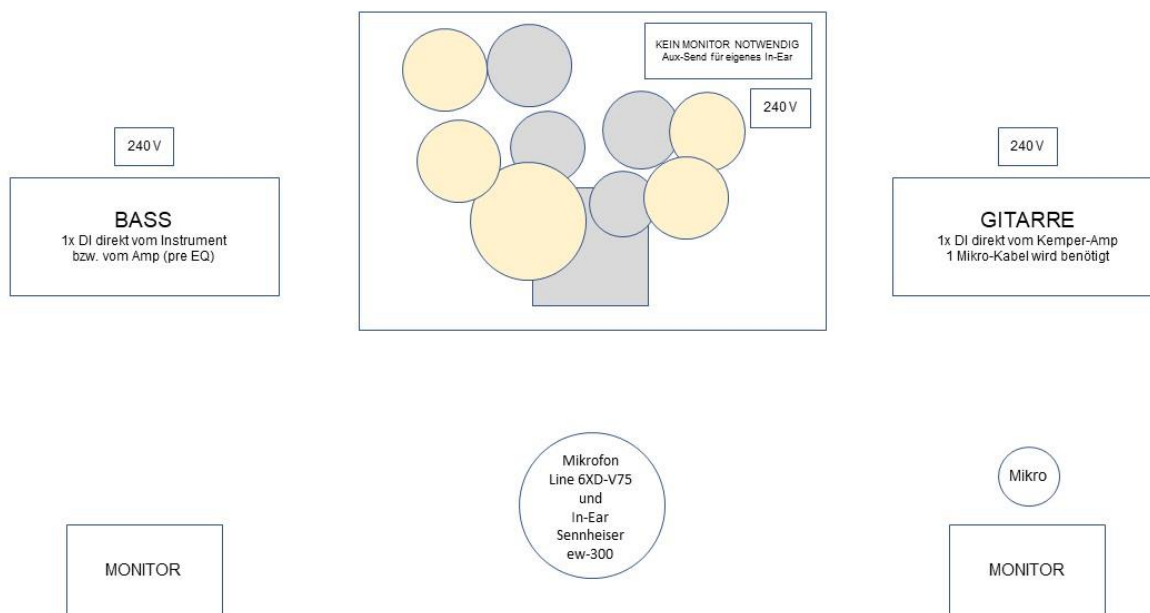 KEIN MONITOR NOTWENDIG
Aux-Send für eigenes In-Ear
240 V
240 V
BASS
1x DI direkt vom Instrument
bzw. vom Amp (pre EQ)
240 V
GITARRE
1x DI direkt vom Kemper-Amp
1 Mikro-Kabel wird benötigt
Mikrofon
Line 6XD-V75
und
In-Ear
Sennheiser
ew-300
Mikro
MONITOR
MONITOR